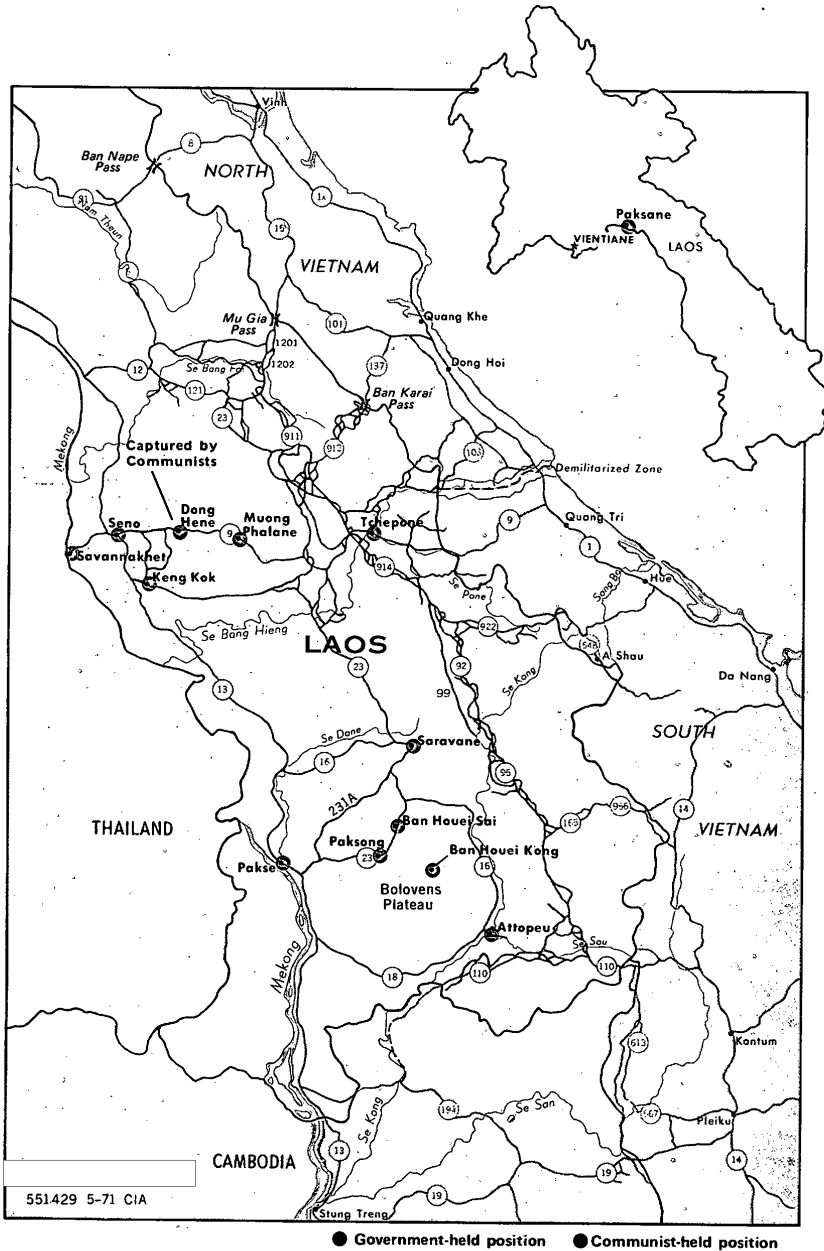 Vinh
Ban Nape
Pass
8
NORTH
81
Nam Theun
1A
15
Paksane
VIENTIANE
LAOS
VIETNAM
Mu Gia
Pass
101
Quang Khe
1201
1202
Se Bang Fai
12
121
137
Dong Hoi
Ban Karai
Pass
23
911
912
Mekong
Captured by
Communists
103
Demilitarized Zone
Seno
Dong
Hene
9
Muong
Phalane
Tchepone
9
Quang Tri
1
Savannakhet
Keng Kok
914
Se
Pone
Song Bo
Hue
Se Bang Hieng
LAOS
922
548
A Shau
23
92
99
Se Kong
13
Da Nang
SOUTH
Se Done
Saravane
16
96
231A
THAILAND
Ban Houei Sai
165
966
14
VIETNAM
Paksong
23
Ban Houei Kong
Pakse
16
Bolovens
Plateau
Attopeu
Se Sou
Mekong
18
110
110
613
Kontum
Se Kong
194
Se San
567
Pleiku
CAMBODIA
13
19
14
19
551429 5-71 CIA
Stung Treng
Government-held position
Communist-held position